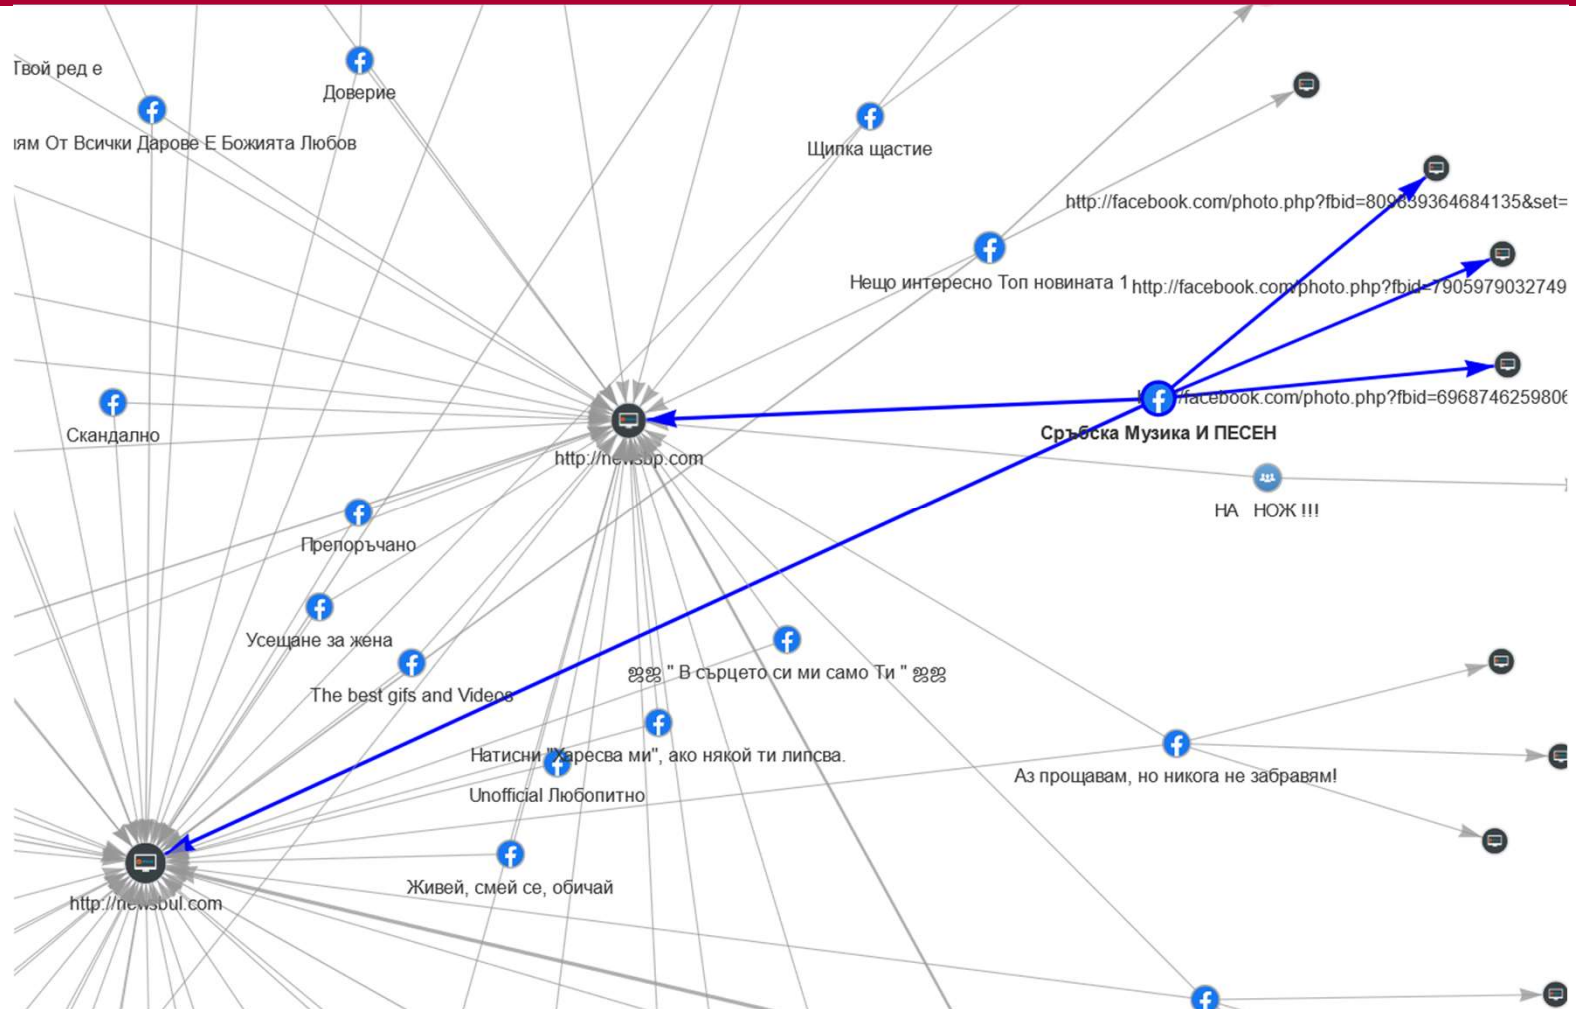 Твой ред е
Доверие
От Всички Дарове Е Божията Любов
Щипка щастие
http://facebook.com/photo.php?fbid=809839364684135&set=
Нещо интересно Топ новината 1
http://facebook.com/photo.php?fbid=7905979032749
/facebook.com/photo.php?fbid=6968746259806
Скандално
Сръбска Музика И ПЕСЕН
http://newsbp.com
НА НОЖ !!!
Препоръчано
Усещане за жена
ஜஜ " В сърцето си ми само Ти " ஜஜ
The best gifs and Videos
Натисни "Харесва ми", ако някой ти липсва.
Аз прощавам, но никога не забравям!
Unofficial Любопитно
Живей, смей се, обичай
http://newsbul.com